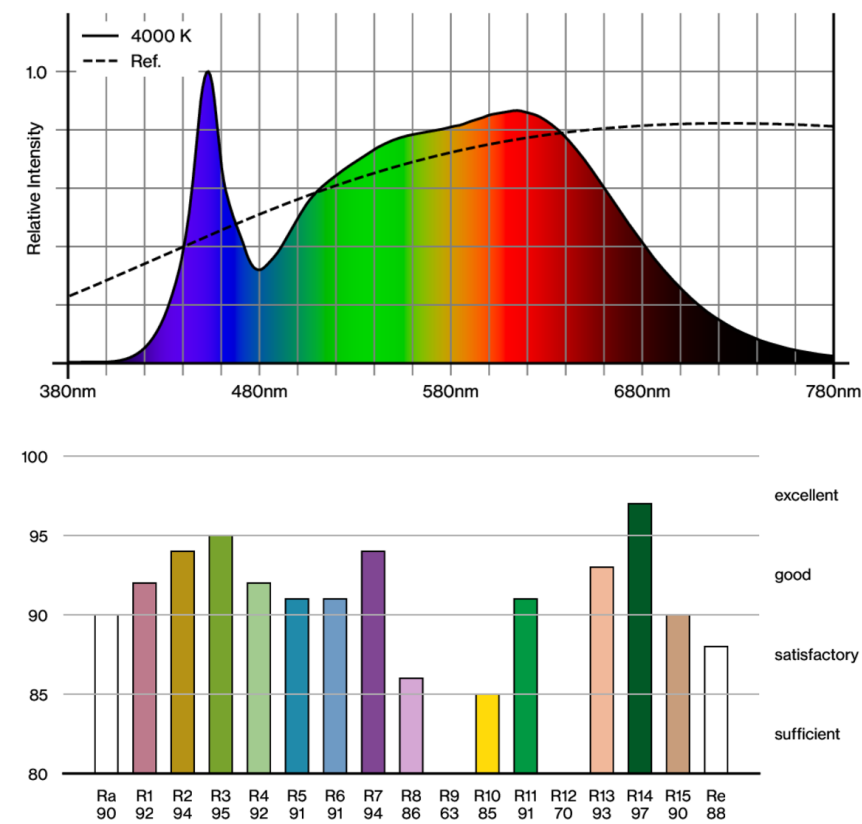 4000 K
Ref.
1.0
Relative Intensity
380nm 480nm 580nm 680nm 780nm
100
excellent
95
good
90
satisfactory
85
sufficient
80
Ra R1 R2 R3 R4 R5 R6 R7 R8 R9 R10 R11 R12 R13 R14 R15 Re
90 92 94 95 92 91 91 94 86 63 85 91 70 93 97 90 88